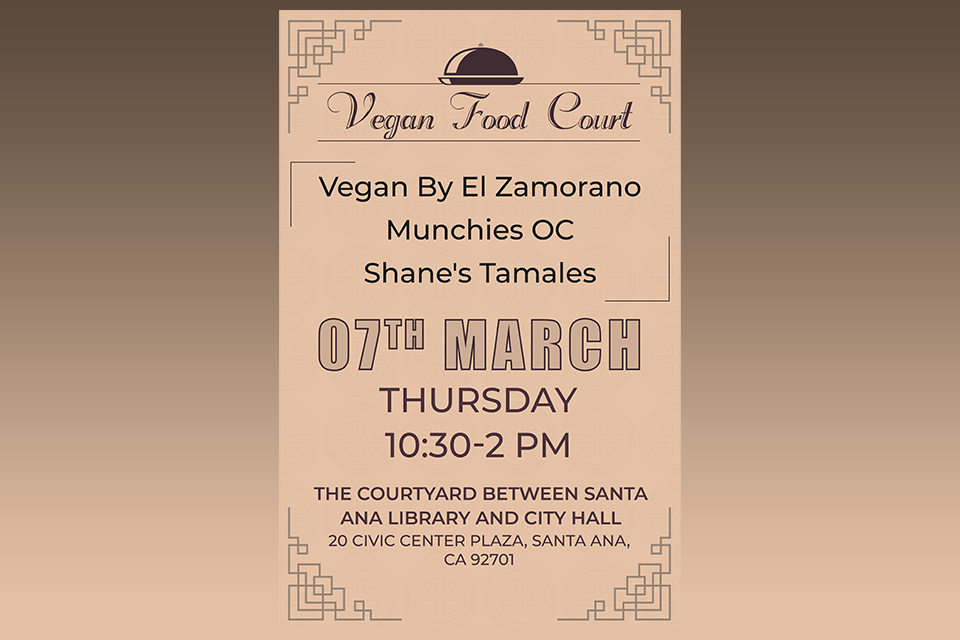 Vegan Food Court
Vegan By El Zamorano
Munchies OC
Shane's Tamales
07TH MARCH
THURSDAY
10:30-2 PM
THE COURTYARD BETWEEN SANTA
ANA LIBRARY AND CITY HALL
20 CIVIC CENTER PLAZA, SANTA ANA,
CA 92701